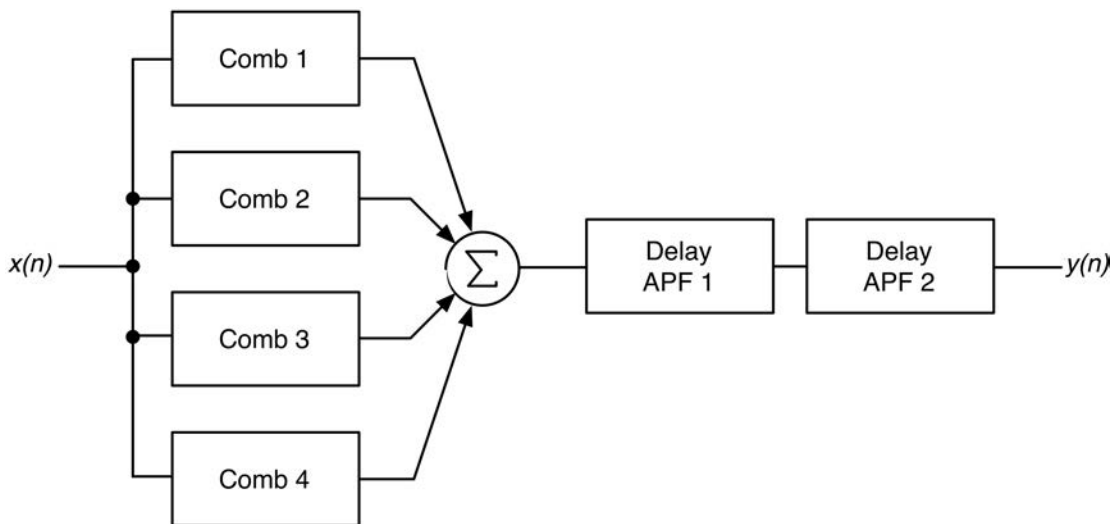 Comb 1
Comb 2
x(n)
Σ
Delay
APF 1
Delay
APF 2
y(n)
Comb 3
Comb 4